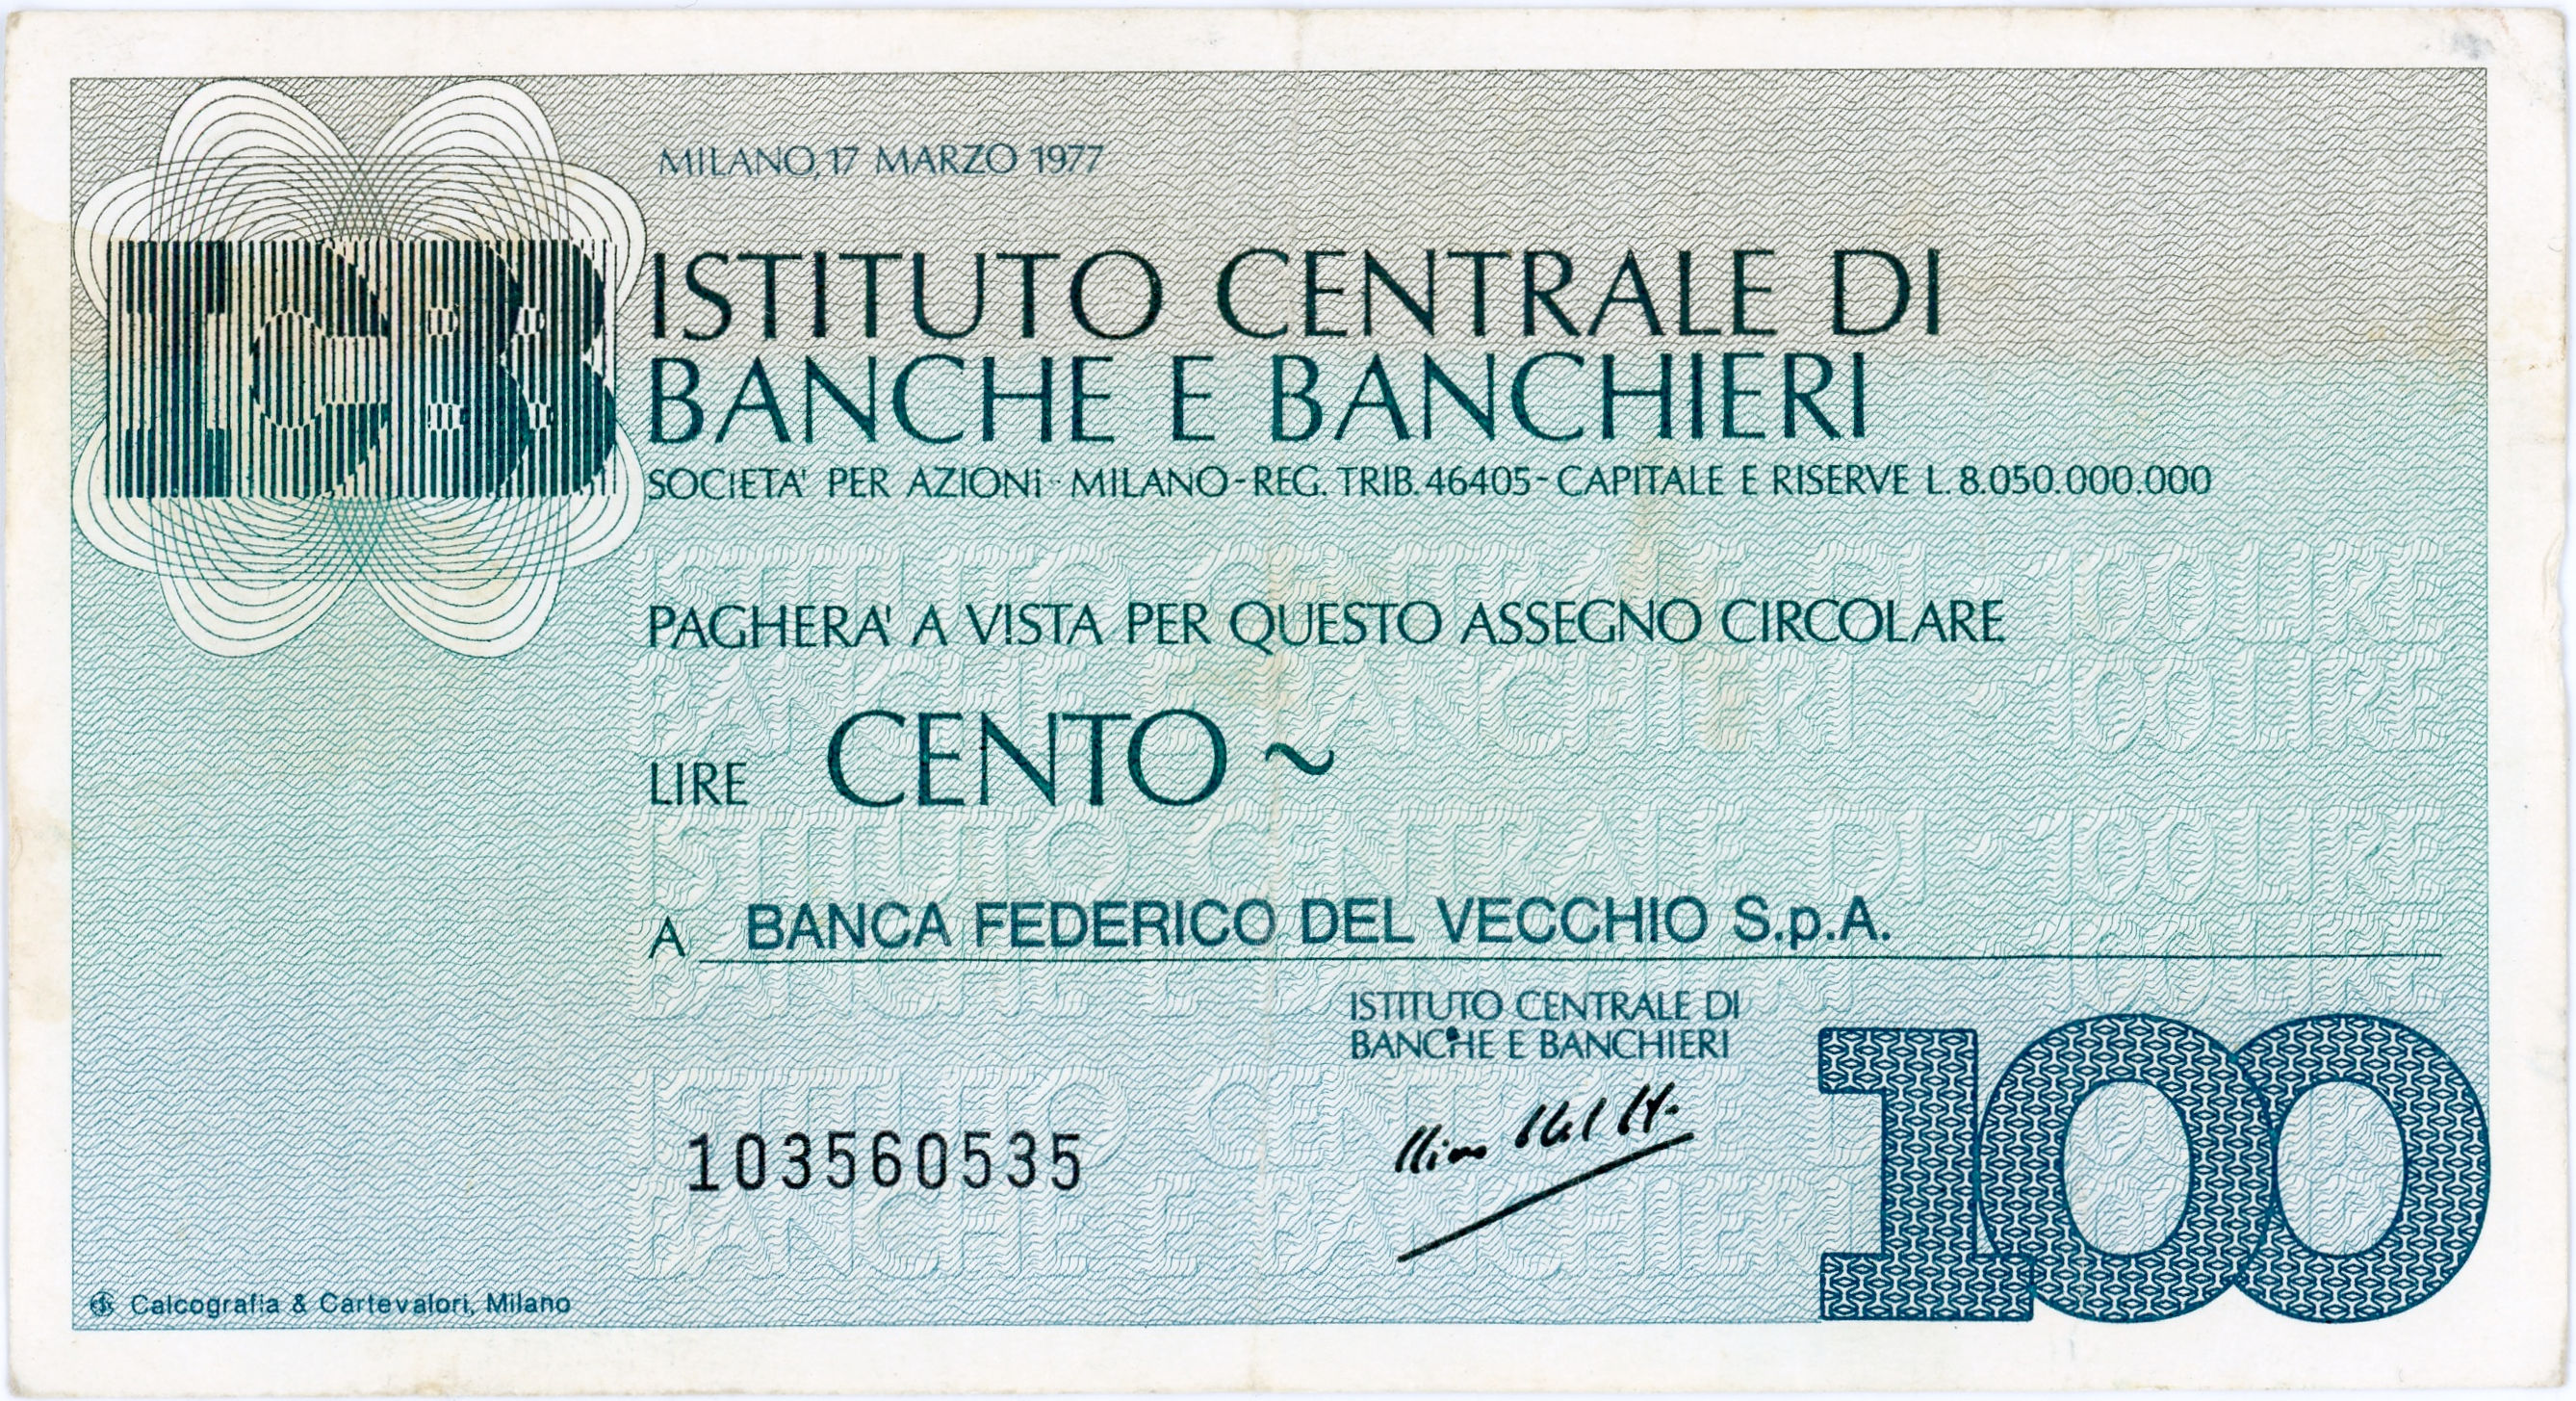 MILANO, 17 MARZO 1977
ICB
ISTITUTO CENTRALE DI
BANCHE E BANCHIERI
SOCIETA' PER AZIONI - MILANO - REG. TRIB. 46405 - CAPITALE E RISERVE L. 8.050.000.000
PAGHERA' A VISTA PER QUESTO ASSEGNO CIRCOLARE
LIRE CENTO ~
A BANCA FEDERICO DEL VECCHIO S.p.A.
ISTITUTO CENTRALE DI
BANCHE E BANCHIERI
103560535
100
Calcografia & Cartevalori, Milano